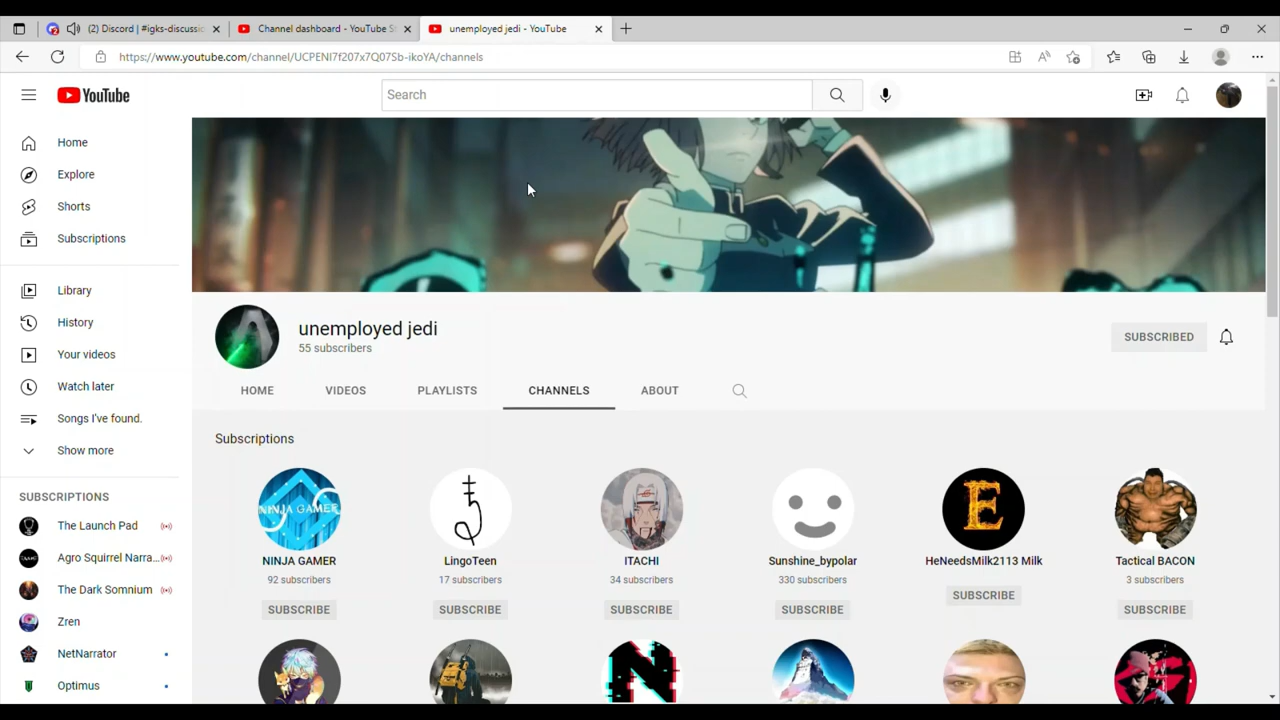 (2) Discord | #igks-discussic
Channel dashboard - YouTube S
unemployed jedi - YouTube
https://www.youtube.com/channel/UCPENI7f207x7Q07Sb-ikoYA/channels
YouTube
Search
Home
Explore
Shorts
Subscriptions
Library
History
Your videos
Watch later
Songs I've found.
Show more
SUBSCRIPTIONS
The Launch Pad
Agro Squirrel Narra...
The Dark Somnium
Zren
NetNarrator
Optimus
unemployed jedi
55 subscribers
SUBSCRIBED
HOME VIDEOS PLAYLISTS CHANNELS ABOUT
Subscriptions
NINJA GAMER
E
NINJA GAMER LingoTeen ITACHI Sunshine_bypolar HeNeedsMilk2113 Milk Tactical BACON
92 subscribers 17 subscribers 34 subscribers 330 subscribers 3 subscribers
SUBSCRIBE SUBSCRIBE SUBSCRIBE SUBSCRIBE SUBSCRIBE SUBSCRIBE
N